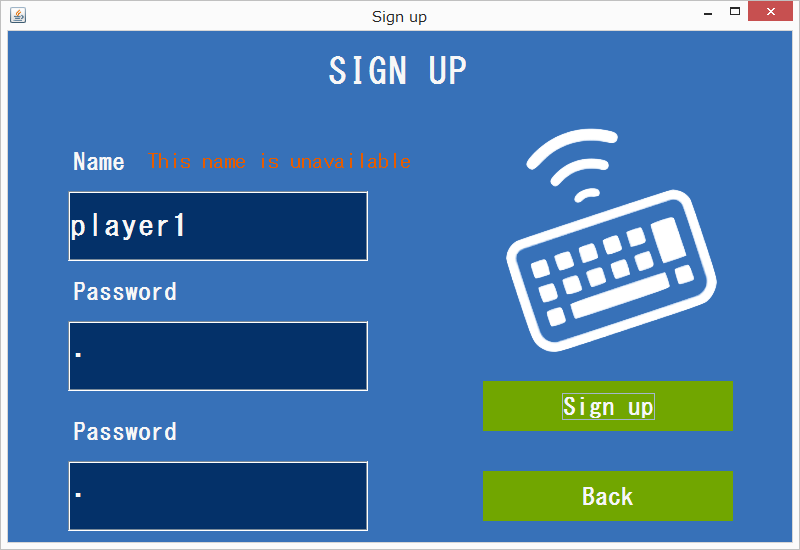 Sign up
SIGN UP
Name This name is unavailable
player1
Password
Password
Sign up
Back